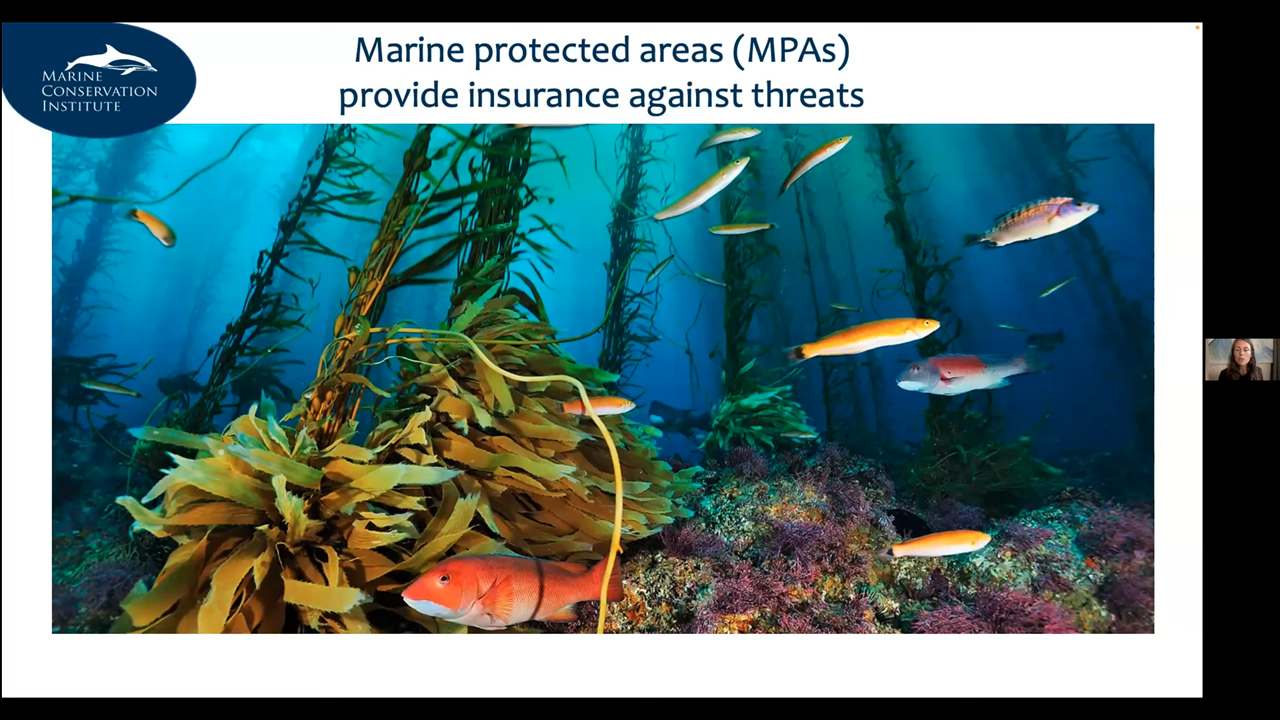 MARINE
CONSERVATION
INSTITUTE
Marine protected areas (MPAs)
provide insurance against threats